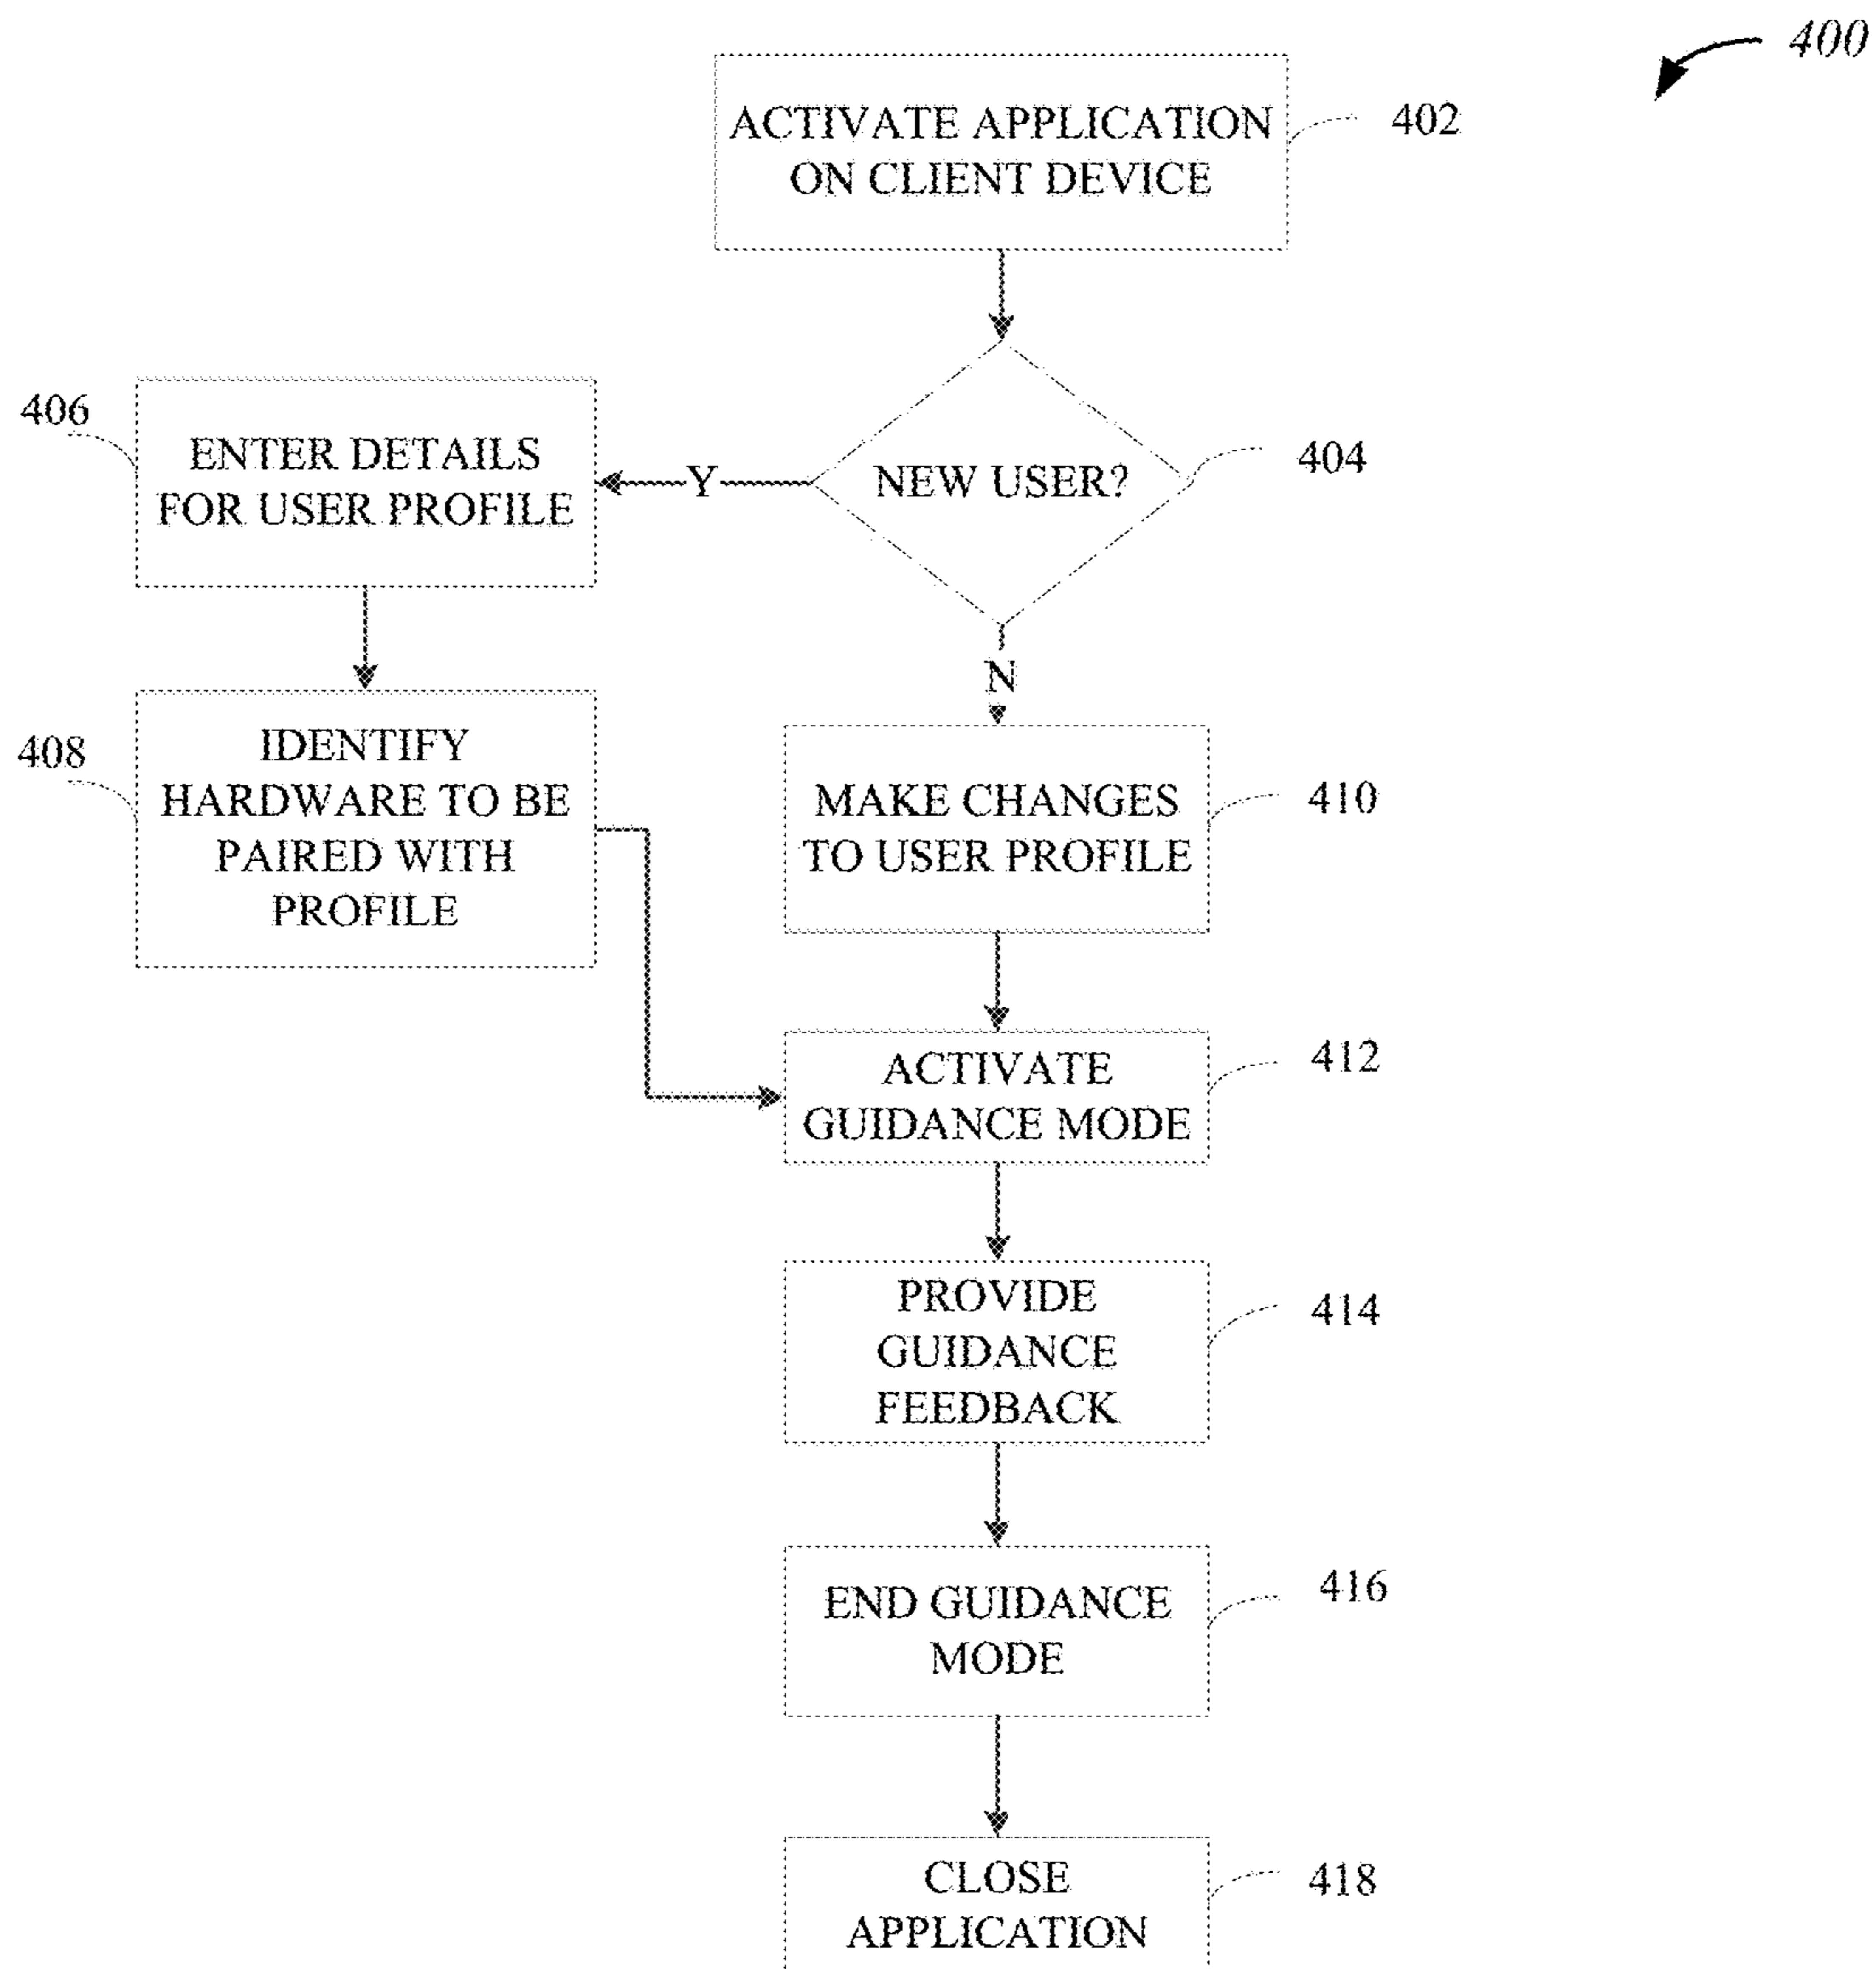 400
ACTIVATE APPLICATION
ON CLIENT DEVICE
402
NEW USER?
404
Y
N
406
ENTER DETAILS
FOR USER PROFILE
408
IDENTIFY
HARDWARE TO BE
PAIRED WITH
PROFILE
MAKE CHANGES
TO USER PROFILE
410
ACTIVATE
GUIDANCE MODE
412
PROVIDE
GUIDANCE
FEEDBACK
414
END GUIDANCE
MODE
416
CLOSE
APPLICATION
418